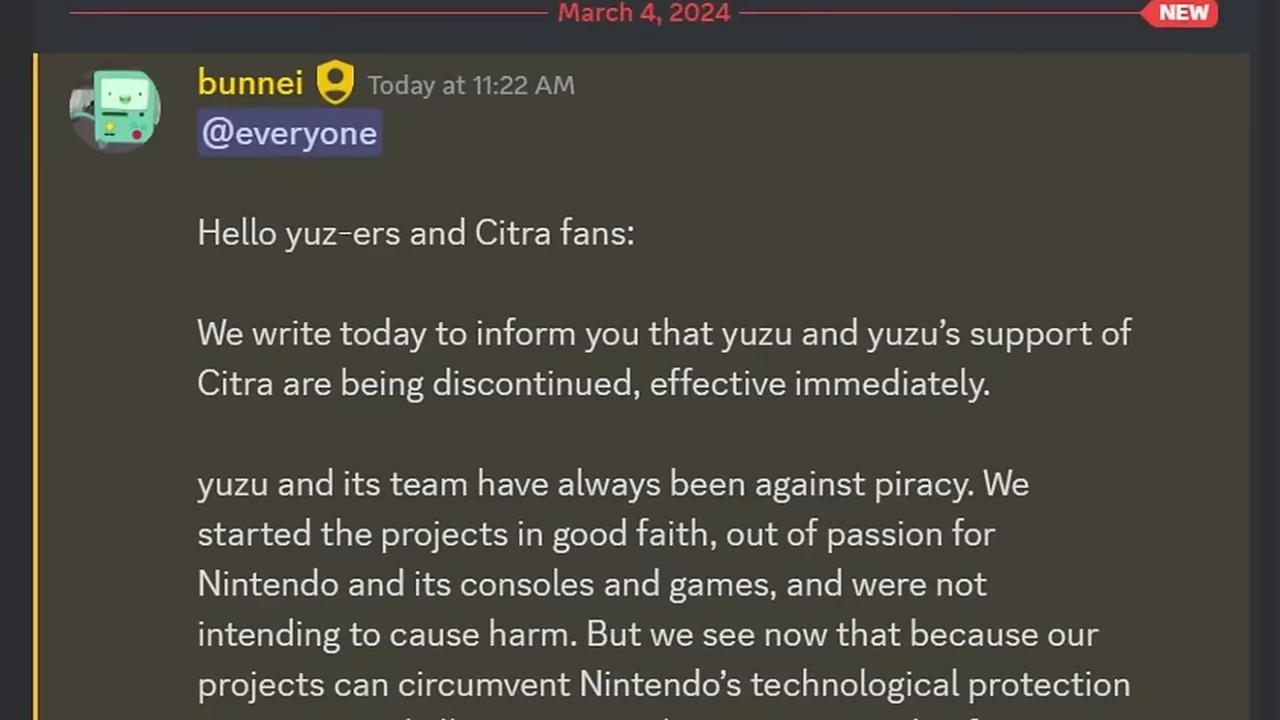 March 4, 2024 NEW
bunnei Today at 11:22 AM
@everyone
Hello yuz-ers and Citra fans:
We write today to inform you that yuzu and yuzu’s support of
Citra are being discontinued, effective immediately.
yuzu and its team have always been against piracy. We
started the projects in good faith, out of passion for
Nintendo and its consoles and games, and were not
intending to cause harm. But we see now that because our
projects can circumvent Nintendo’s technological protection